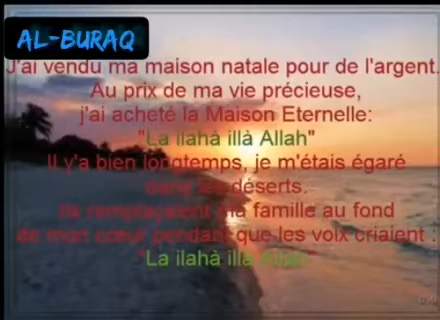 AL-BURAQ
J'ai vendu ma maison natale pour de l'argent.
Au prix de ma vie précieuse,
j'ai acheté la Maison Eternelle:
"La ilahà illà Allah"
Il y'a bien longtemps, je m'étais égaré
dans les déserts.
Ils remplaçaient ma famille au fond
de mon cœur pendant que les voix criaient :
"La ilahà illà Allah"